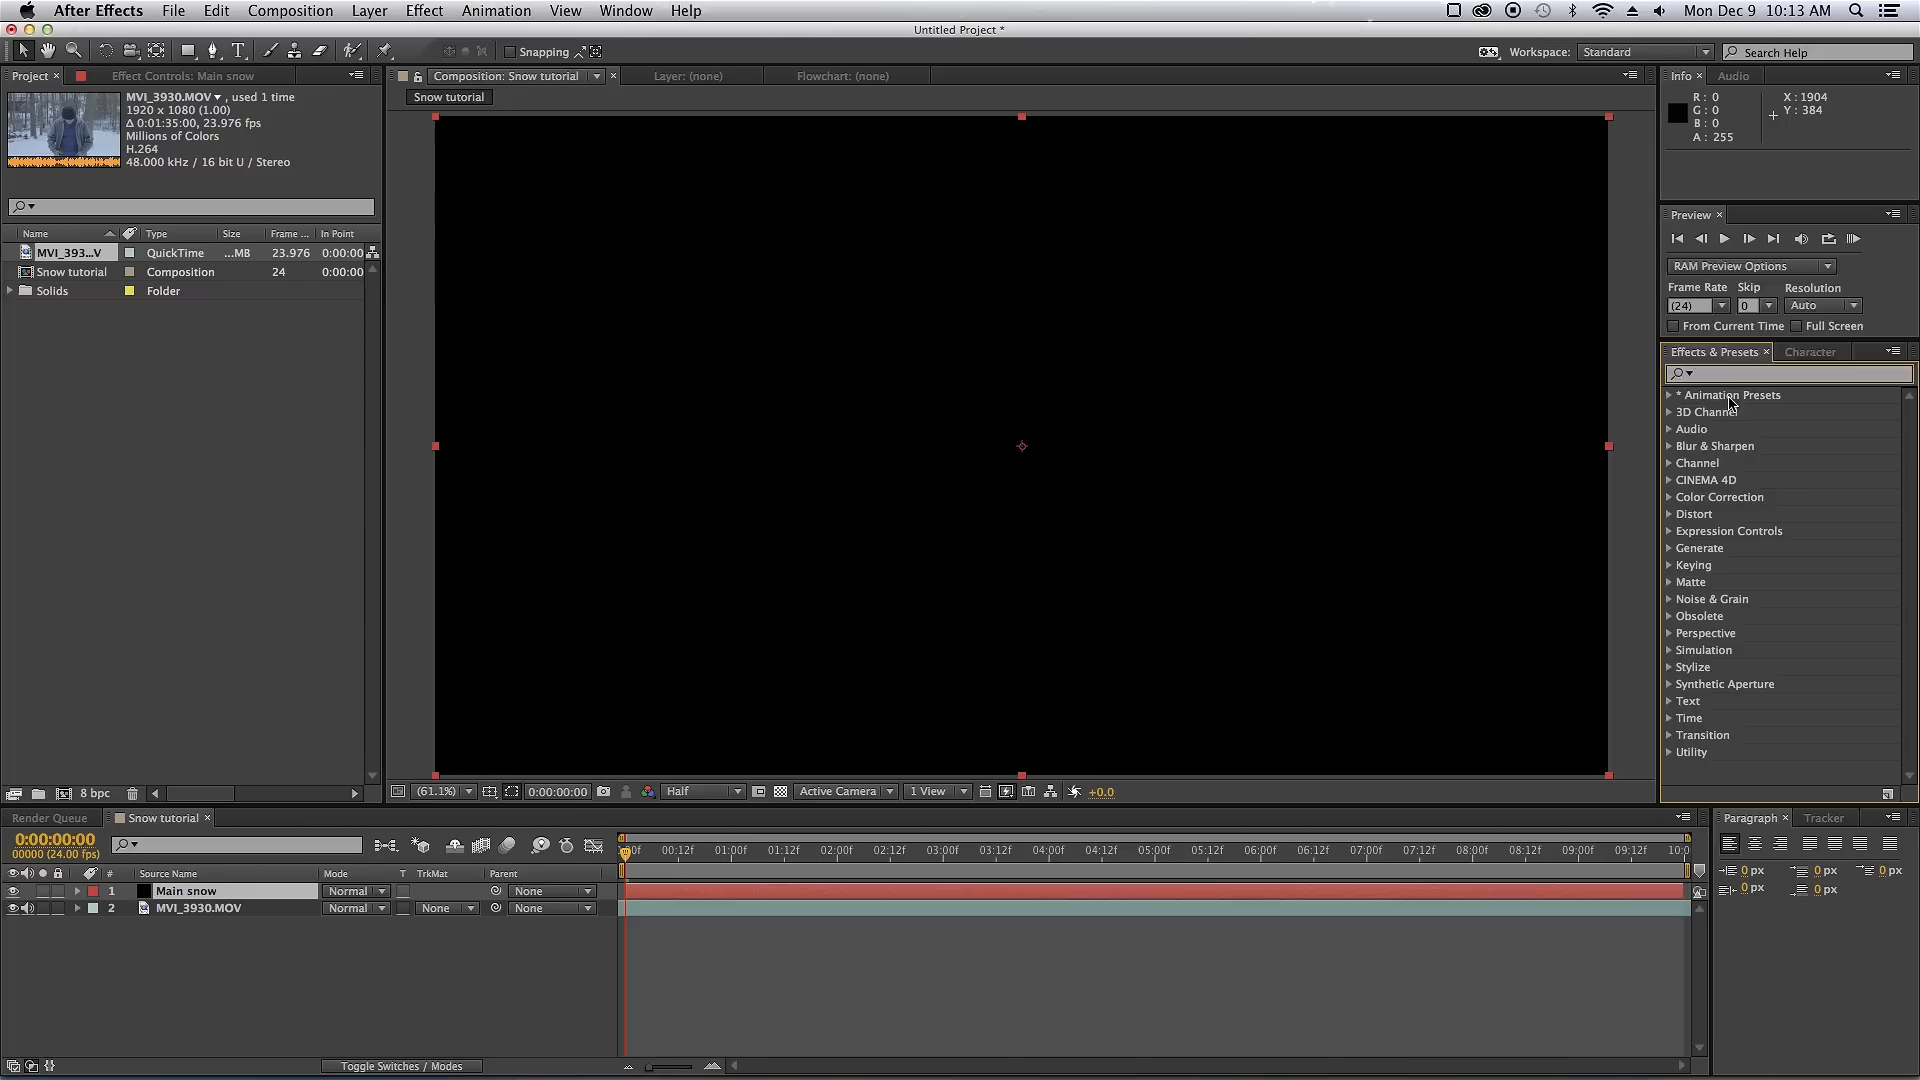 After Effects File Edit Composition Layer Effect Animation View Window Help Mon Dec 9 10:13 AM
Untitled Project *
Snapping Workspace: Standard Search Help
Project Effect Controls: Main snow Composition: Snow tutorial Layer: (none) Flowchart: (none) Info Audio
MVI_3930.MOV , used 1 time
1920 x 1080 (1.00)
Δ 0:01:35:00, 23.976 fps
Millions of Colors
H.264
48.000 kHz / 16 bit U / Stereo
Snow tutorial
R : 0 X : 1904
G : 0 Y : 384
B : 0
A : 255
Name Type Size Frame ... In Point
MVI_393...V QuickTime ...MB 23.976 0:00:00
Snow tutorial Composition 24 0:00:00
Solids Folder
Preview
RAM Preview Options
Frame Rate Skip Resolution
(24) 0 Auto
From Current Time Full Screen
Effects & Presets Character
* Animation Presets
3D Channel
Audio
Blur & Sharpen
Channel
CINEMA 4D
Color Correction
Distort
Expression Controls
Generate
Keying
Matte
Noise & Grain
Obsolete
Perspective
Simulation
Stylize
Synthetic Aperture
Text
Time
Transition
Utility
8 bpc (61.1%) 0:00:00:00 Half Active Camera 1 View +0.0
Render Queue Snow tutorial Paragraph Tracker
0:00:00:00
00000 (24.00 fps)
00f 00:12f 01:00f 01:12f 02:00f 02:12f 03:00f 03:12f 04:00f 04:12f 05:00f 05:12f 06:00f 06:12f 07:00f 07:12f 08:00f 08:12f 09:00f 09:12f 10:0
# Source Name Mode T TrkMat Parent
1 Main snow Normal None
2 MVI_3930.MOV Normal None None
0 px 0 px 0 px
0 px 0 px
Toggle Switches / Modes